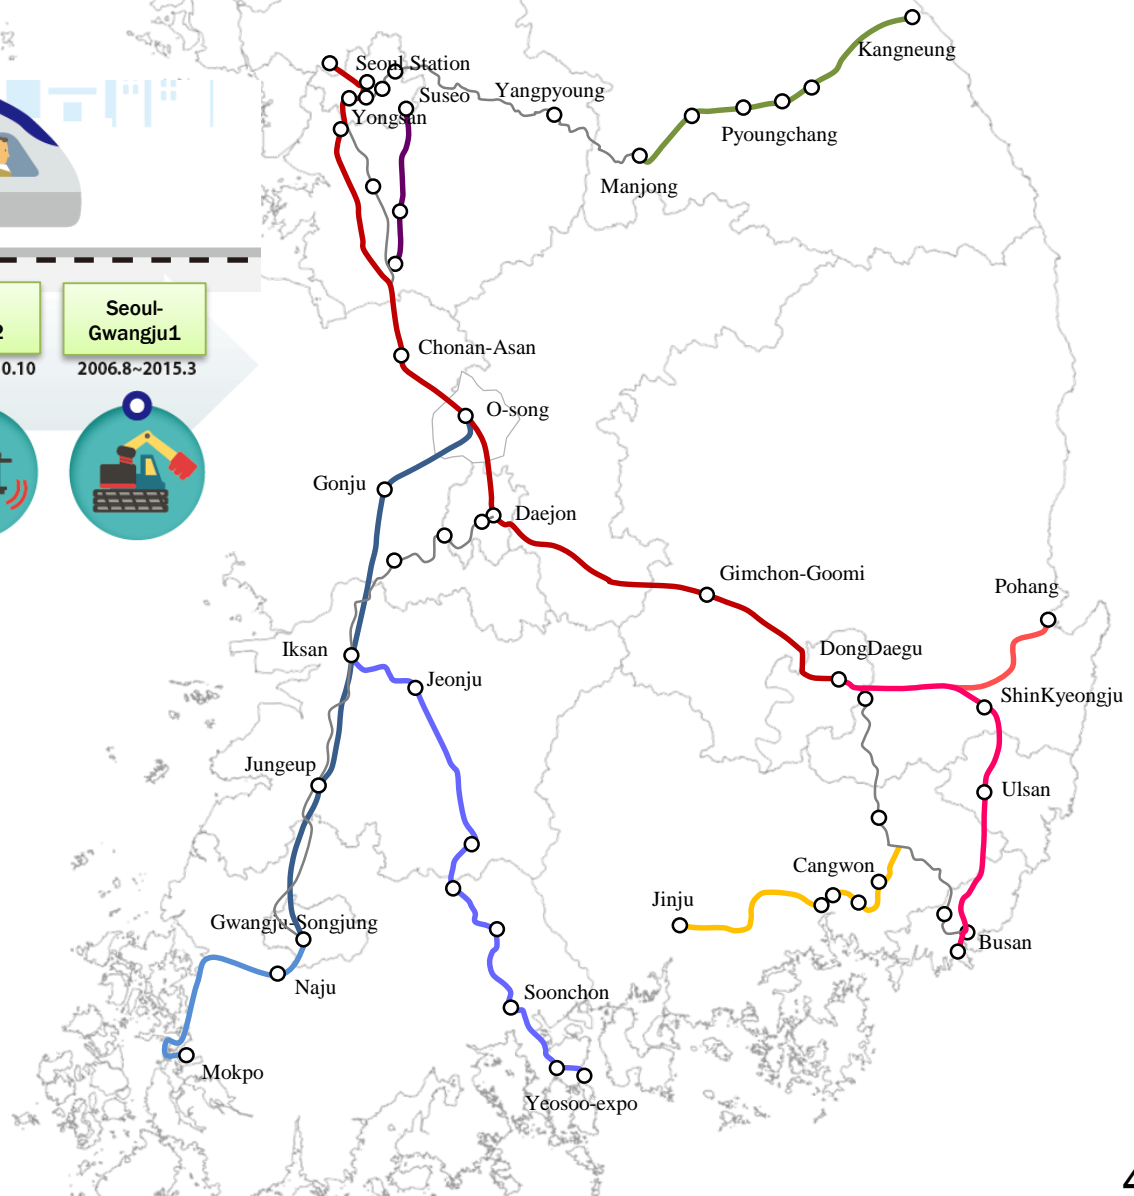 Kangneung
Seoul Station
Yangpyoung
Suseo
Yongsan
Pyoungchang
Manjong
2
0.10
Seoul-
Gwangju1
2006.8~2015.3
Chonan-Asan
O-song
Gonju
Daejon
Gimchon-Goomi
Pohang
Iksan
DongDaegu
Jeonju
ShinKyeongju
Jungeup
Ulsan
Cangwon
Jinju
Gwangju-Songjung
Busan
Naju
Soonchon
Mokpo
Yeosoo-expo